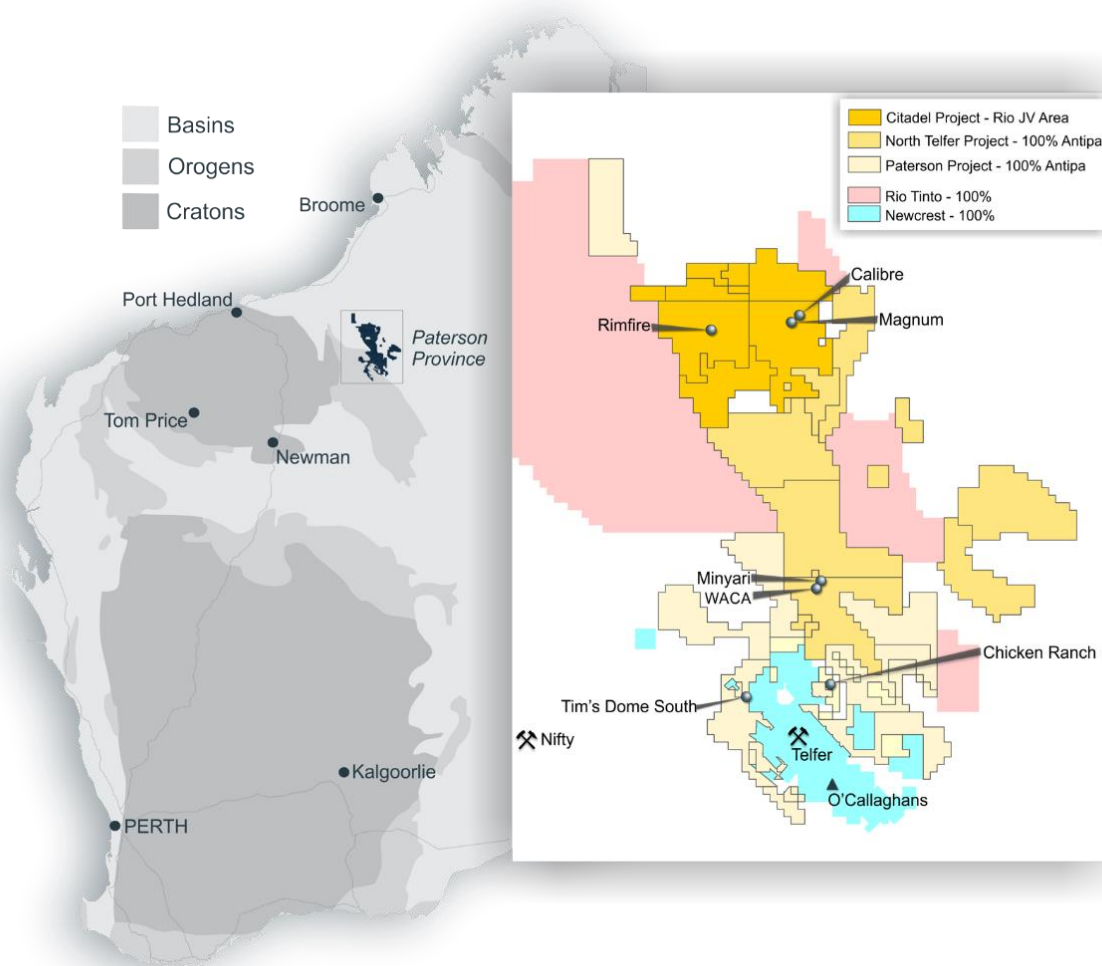 Basins
Orogens
Cratons
Broome
Port Hedland
Paterson
Province
Tom Price
Newman
Kalgoorlie
PERTH
Citadel Project - Rio JV Area
North Telfer Project - 100% Antipa
Paterson Project - 100% Antipa
Rio Tinto - 100%
Newcrest - 100%
Calibre
Rimfire
Magnum
Minyari
WACA
Chicken Ranch
Tim's Dome South
Nifty
Telfer
O'Callaghans